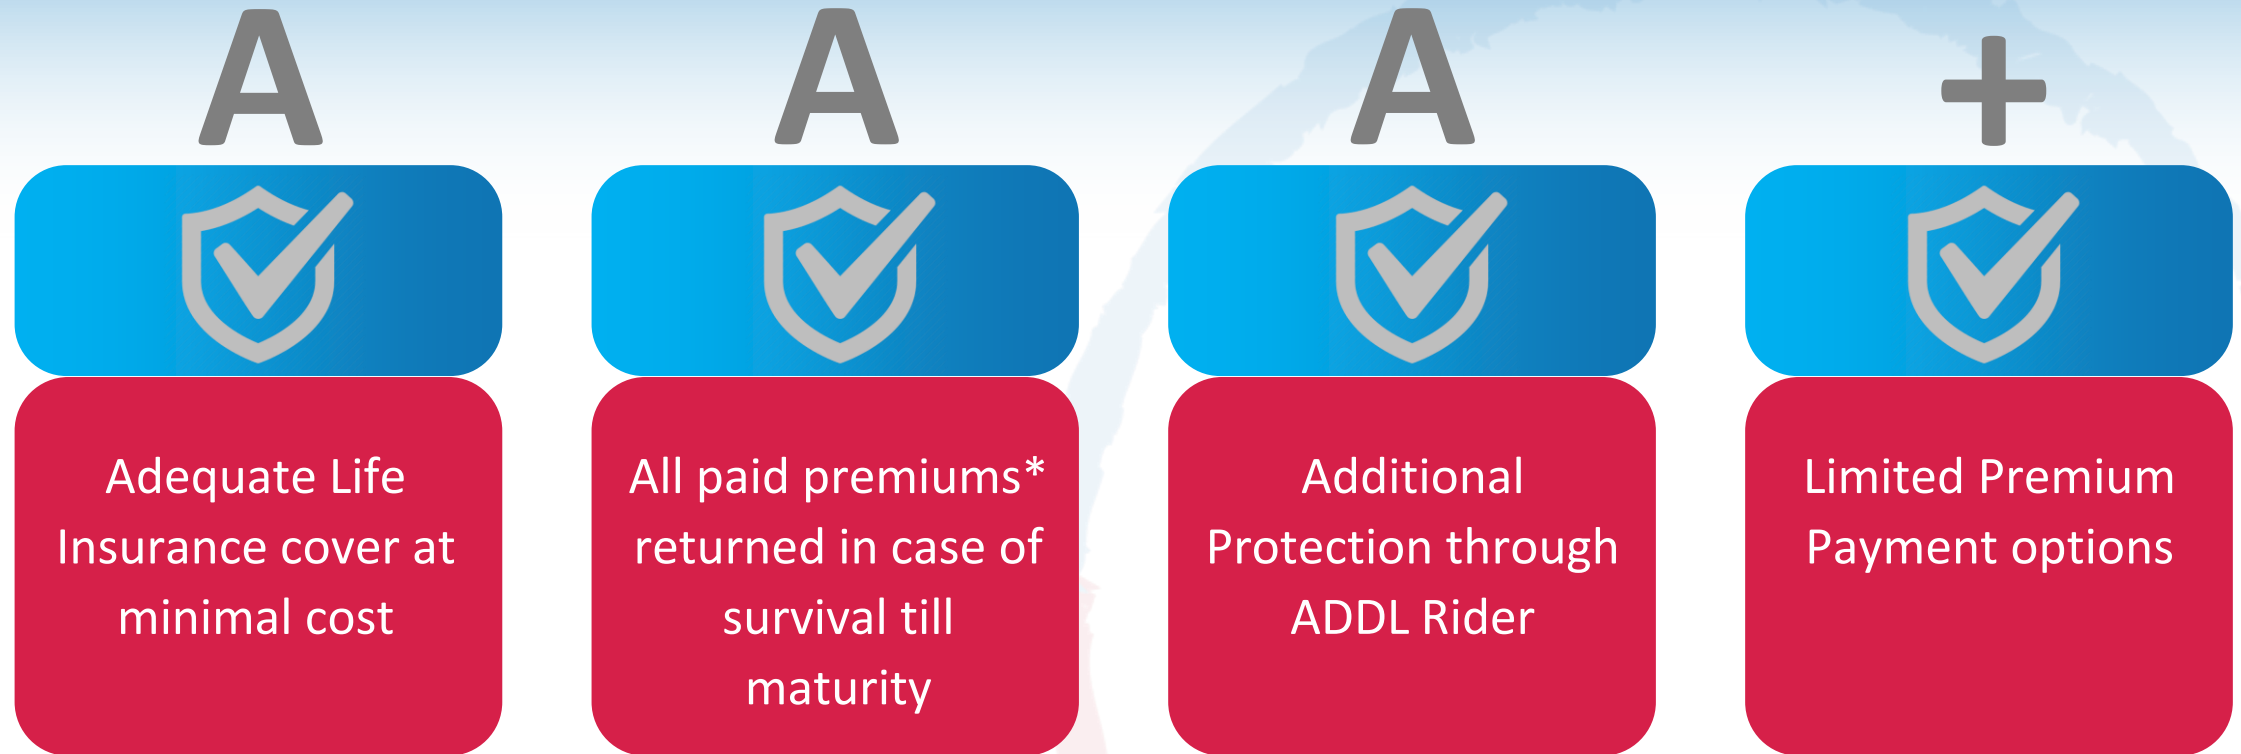 A
Adequate Life
Insurance cover at
minimal cost
A
All paid premiums*
returned in case of
survival till
maturity
A
Additional
Protection through
ADDL Rider
+
Limited Premium
Payment options